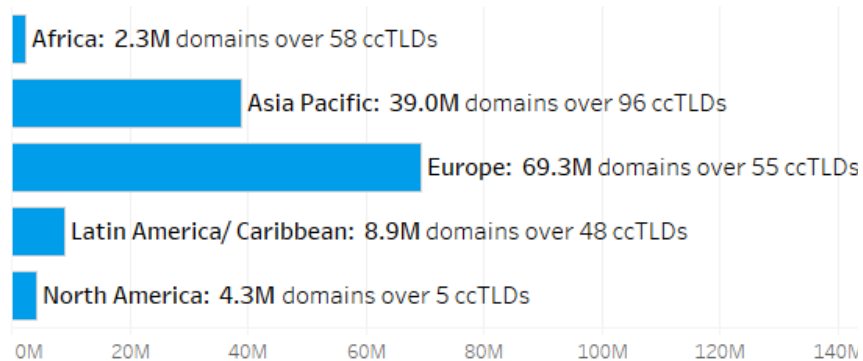 Africa: 2.3M domains over 58 ccTLDs
Asia Pacific: 39.0M domains over 96 ccTLDs
Europe: 69.3M domains over 55 ccTLDs
Latin America/ Caribbean: 8.9M domains over 48 ccTLDs
North America: 4.3M domains over 5 ccTLDs
0M 20M 40M 60M 80M 100M 120M 140M